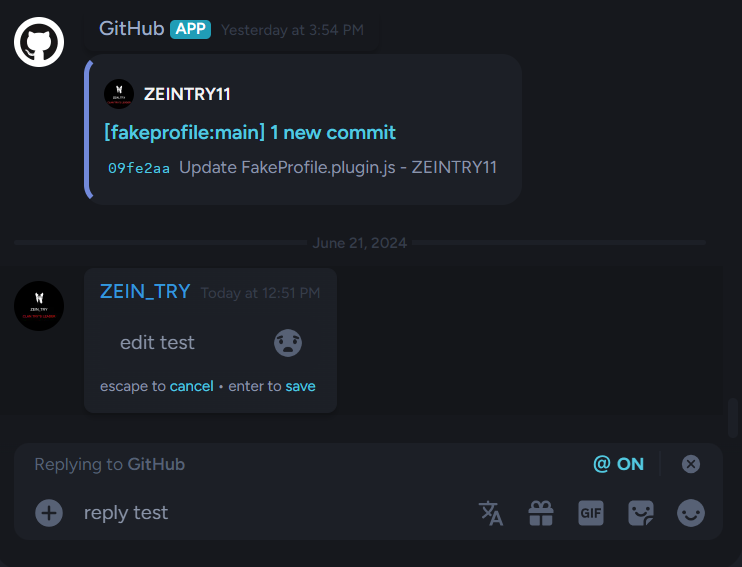 GitHub APP Yesterday at 3:54 PM
ZEINTRY11
[fakeprofile:main] 1 new commit
09fe2aa Update FakeProfile.plugin.js - ZEINTRY11
June 21, 2024
ZEIN_TRY Today at 12:51 PM
edit test
escape to cancel • enter to save
Replying to GitHub @ ON
reply test GIF